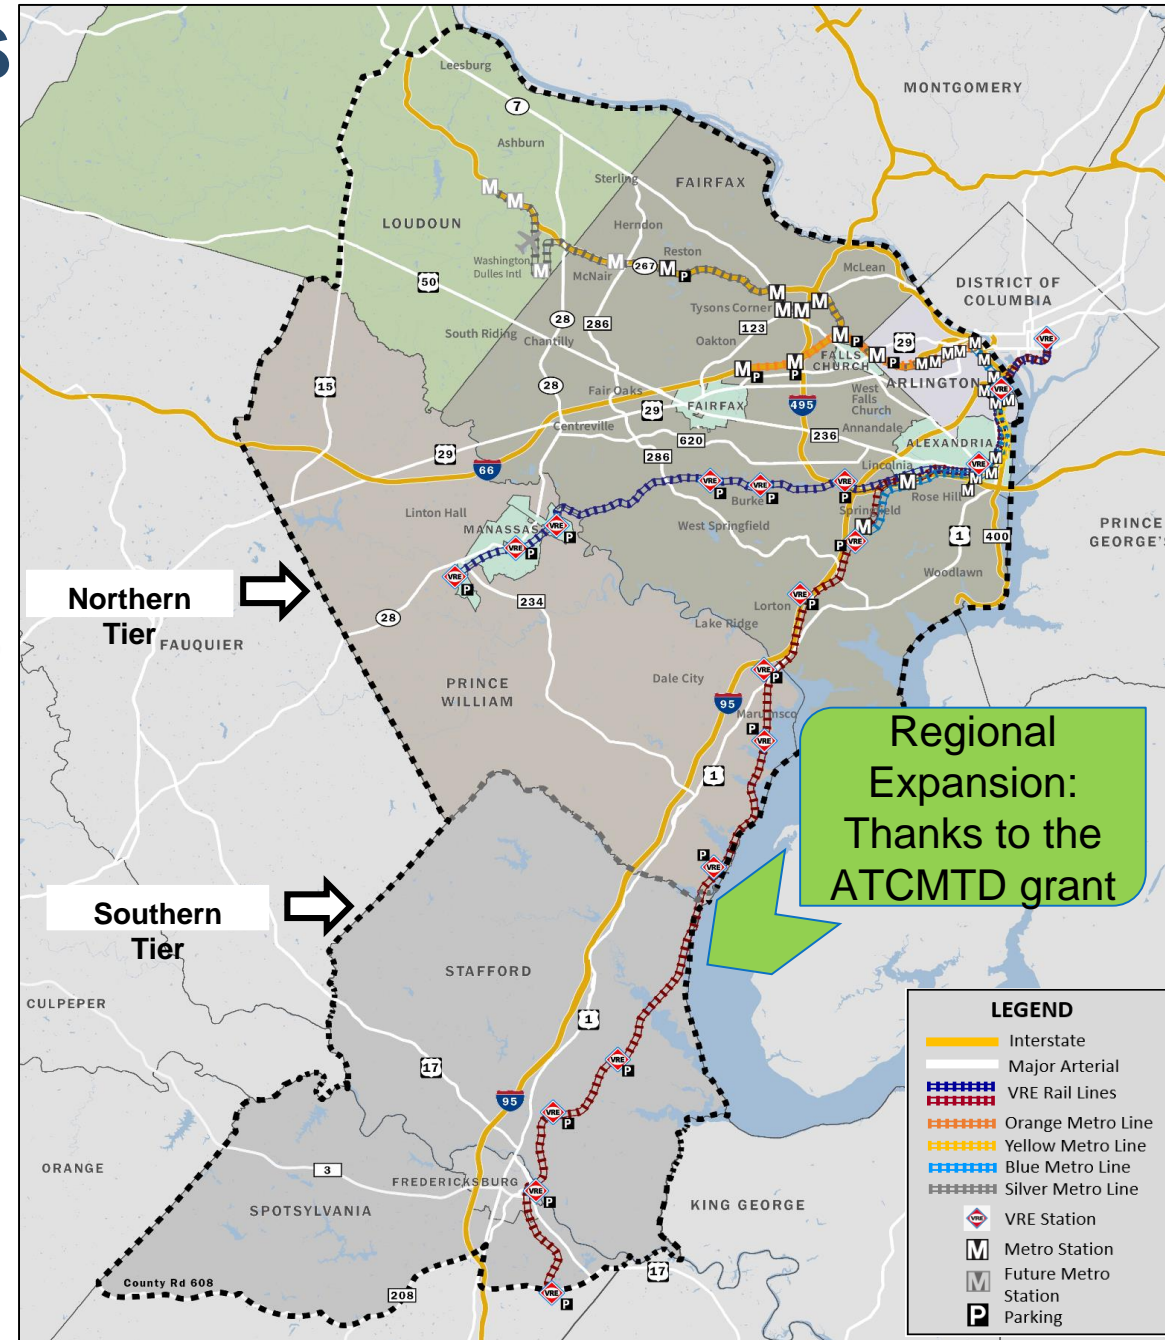 S
Leesburg
MONTGOMERY
7
Ashburn
Sterling
FAIRFAX
LOUDOUN
Herndon
Reston
Washington
Dulles Intl
McNair
267
McLean
DISTRICT OF
COLUMBIA
50
Tysons Corner
28
286
123
29
South Riding
Chantilly
Oakton
FALLS
CHURCH
15
28
Fair Oaks
ARLINGTON
West
Falls
Church
FAIRFAX
495
29
Centreville
Annandale
236
620
ALEXANDRIA
29
286
66
Lincolnia
Burke
Rose Hill
Linton Hall
Springfield
West Springfield
MANASSAS
1
400
PRINCE
GEORGE'S
Woodlawn
Northern
Tier
234
Lorton
28
Lake Ridge
FAUQUIER
Dale City
PRINCE
WILLIAM
95
Marumsco
1
Regional
Expansion:
Thanks to the
ATCMTD grant
Southern
Tier
STAFFORD
CULPEPER
1
17
95
ORANGE
3
FREDERICKSBURG
SPOTSYLVANIA
KING GEORGE
17
County Rd 608
208
VRE
M
P
LEGEND
Interstate
Major Arterial
VRE Rail Lines
Orange Metro Line
Yellow Metro Line
Blue Metro Line
Silver Metro Line
VRE VRE Station
M Metro Station
M Future Metro
Station
P Parking